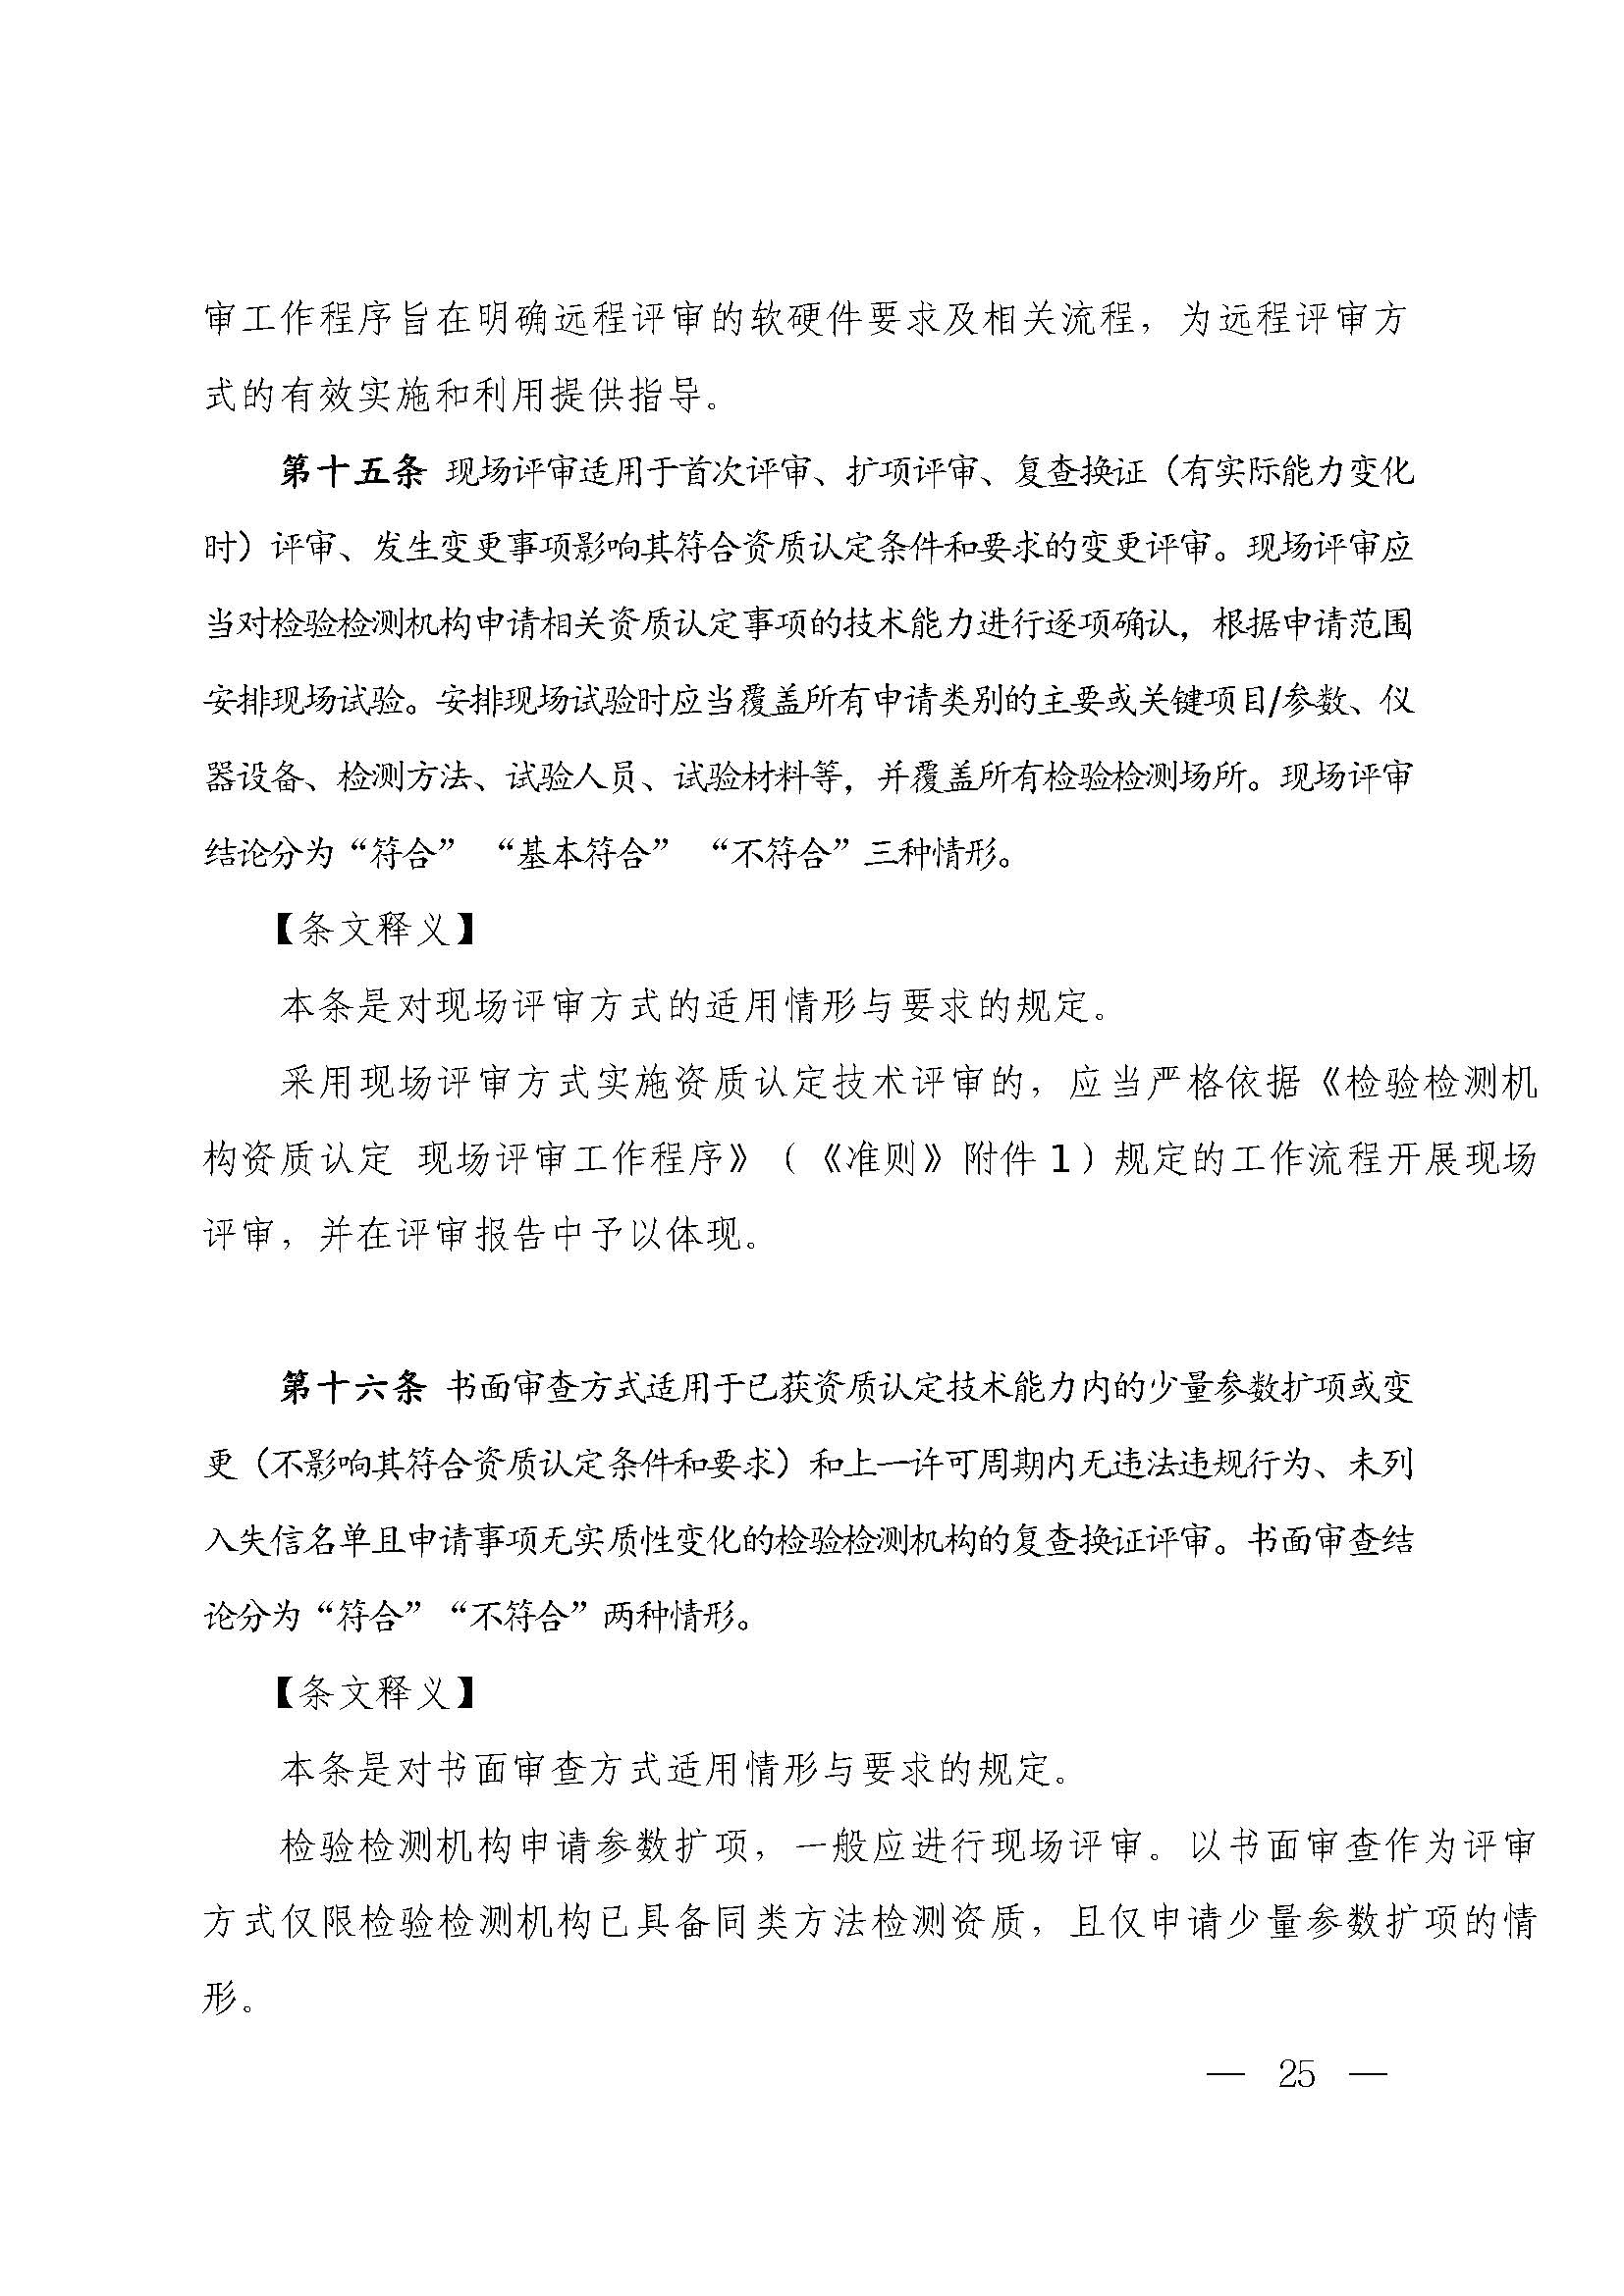 审工作程序旨在明确远程评审的软硬件要求及相关流程，为远程评审方
式的有效实施和利用提供指导。
第十五条 现场评审适用于首次评审、扩项评审、复查换证（有实际能力变化
时）评审、发生变更事项影响其符合资质认定条件和要求的变更评审。现场评审应
当对检验检测机构申请相关资质认定事项的技术能力进行逐项确认，根据申请范围
安排现场试验。安排现场试验时应当覆盖所有申请类别的主要或关键项目/参数、仪
器设备、检测方法、试验人员、试验材料等，并覆盖所有检验检测场所。现场评审
结论分为“符合” “基本符合” “不符合”三种情形。
【条文释义】
本条是对现场评审方式的适用情形与要求的规定。
采用现场评审方式实施资质认定技术评审的，应当严格依据《检验检测机
构资质认定 现场评审工作程序》（《准则》附件 1）规定的工作流程开展现场
评审，并在评审报告中予以体现。
第十六条 书面审查方式适用于已获资质认定技术能力内的少量参数扩项或变
更（不影响其符合资质认定条件和要求）和上一许可周期内无违法违规行为、未列
入失信名单且申请事项无实质性变化的检验检测机构的复查换证评审。书面审查结
论分为“符合”“不符合”两种情形。
【条文释义】
本条是对书面审查方式适用情形与要求的规定。
检验检测机构申请参数扩项，一般应进行现场评审。以书面审查作为评审
方式仅限检验检测机构已具备同类方法检测资质，且仅申请少量参数扩项的情
形。
— 25 —